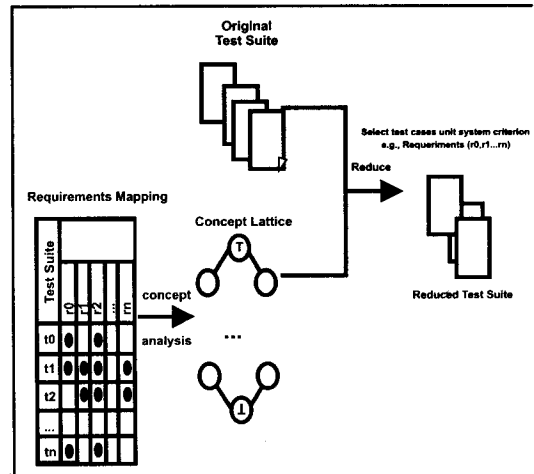 Original
Test Suite
Select test cases unit system criterion
e.g., Requeriments (r0,r1...rn)
Reduce
Requirements Mapping
Concept Lattice
Reduced Test Suite
Test Suite
r0 r1 r2 ... rn
concept
analysis
T
t0
t1
t2
...
tn
...
⊥